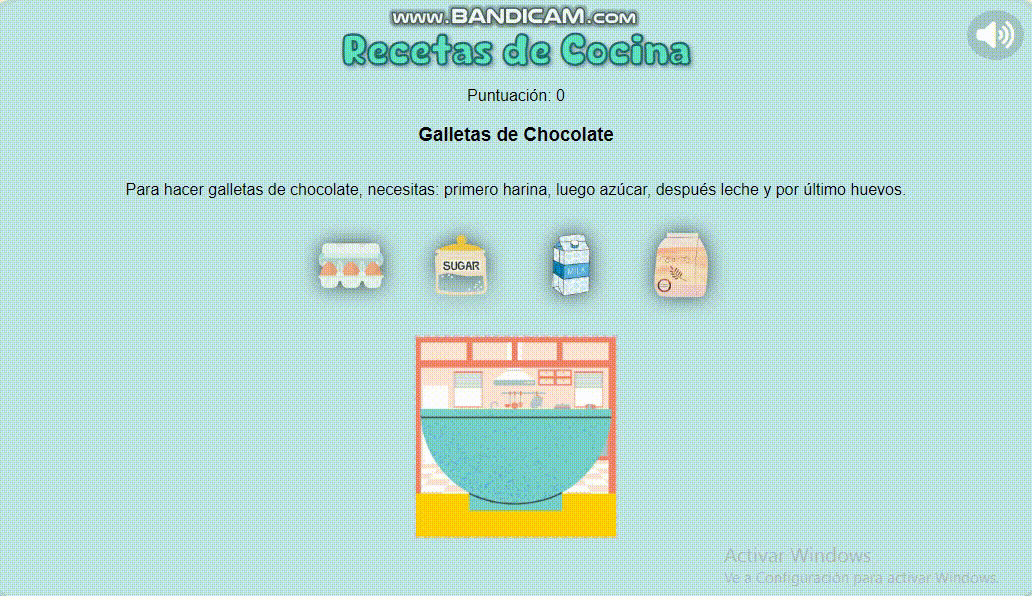 www.BANDICAM.com
Recetas de Cocina
Puntuación: 0
Galletas de Chocolate
Para hacer galletas de chocolate, necesitas: primero harina, luego azúcar, después leche y por último huevos.
SUGAR
MILK
Activar Windows
Ve a Configuración para activar Windows.